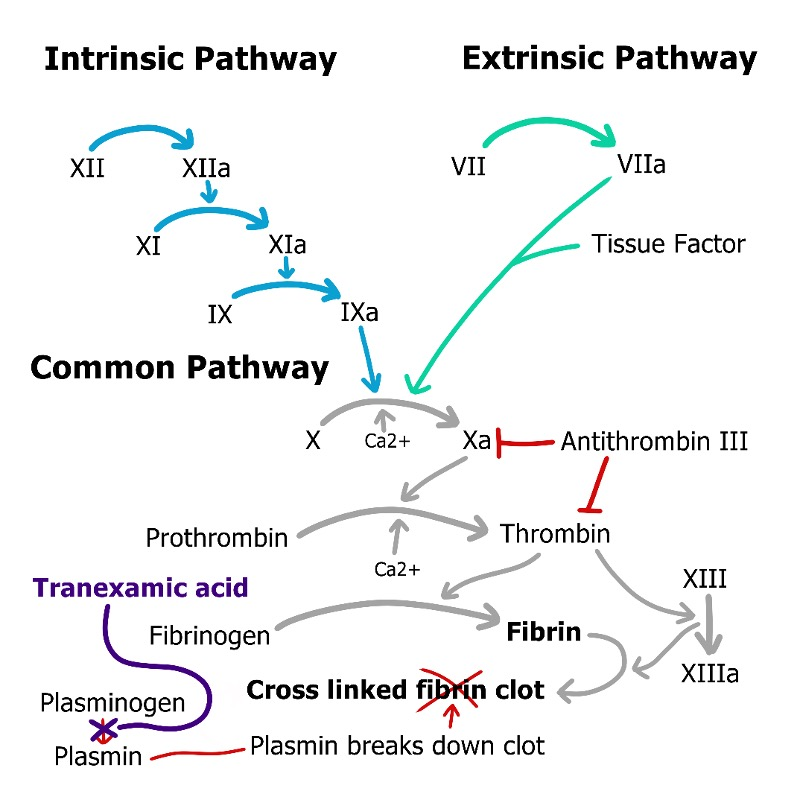 Intrinsic Pathway
Extrinsic Pathway
XII
XIIa
VII
VIIa
XI
XIa
Tissue Factor
IX
IXa
Common Pathway
X
Ca2+
Xa
Antithrombin III
Prothrombin
Thrombin
Ca2+
XIII
Tranexamic acid
Fibrinogen
Fibrin
XIIIa
Cross linked fibrin clot
Plasminogen
Plasmin
Plasmin breaks down clot